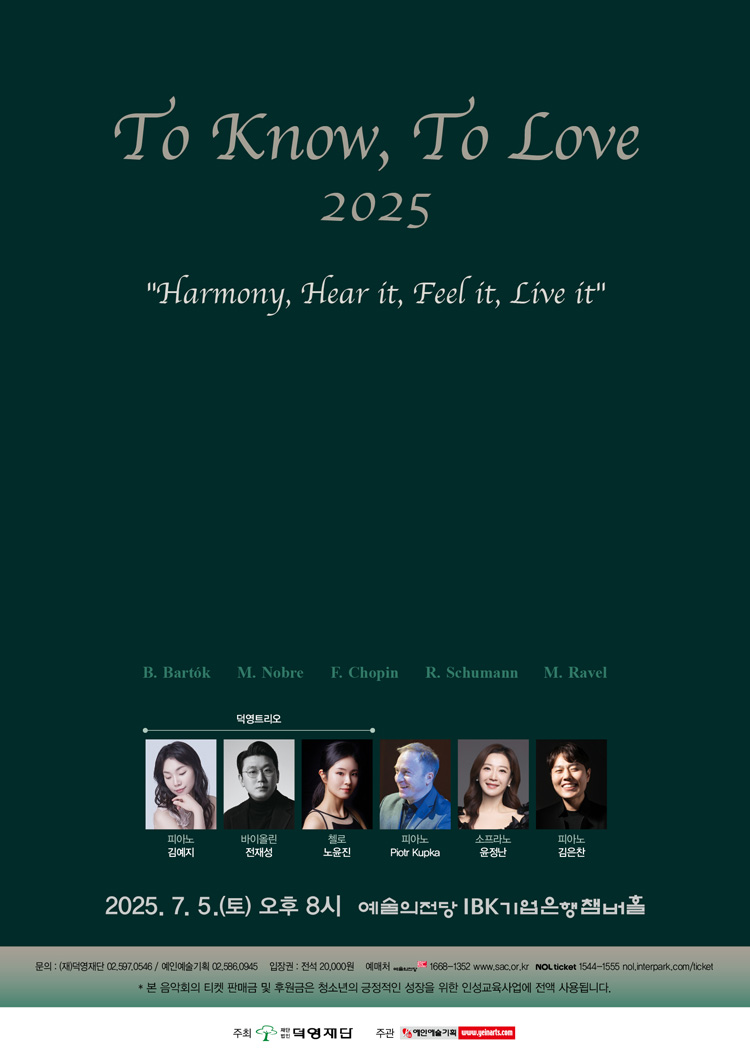 To Know, To Love
2025
"Harmony, Hear it, Feel it, Live it"
B. Bartók M. Nobre F. Chopin R. Schumann M. Ravel
덕영트리오
피아노 바이올린 첼로 피아노 소프라노 피아노
김예지 전재성 노윤진 Piotr Kupka 윤정난 김은찬
2025. 7. 5.(토) 오후 8시 예술의전당 IBK기업은행챔버홀
문의 : (재)덕영재단 02.597.0546 / 예인예술기획 02.586.0945 입장권 : 전석 20,000원 예매처 예술의전당 1668-1352 www.sac.or.kr NOL ticket 1544-1555 nol.interpark.com/ticket
* 본 음악회의 티켓 판매금 및 후원금은 청소년의 긍정적인 성장을 위한 인성교육사업에 전액 사용됩니다.
주최 재단법인 덕영재단 주관 예인예술기획 www.yeinarts.com